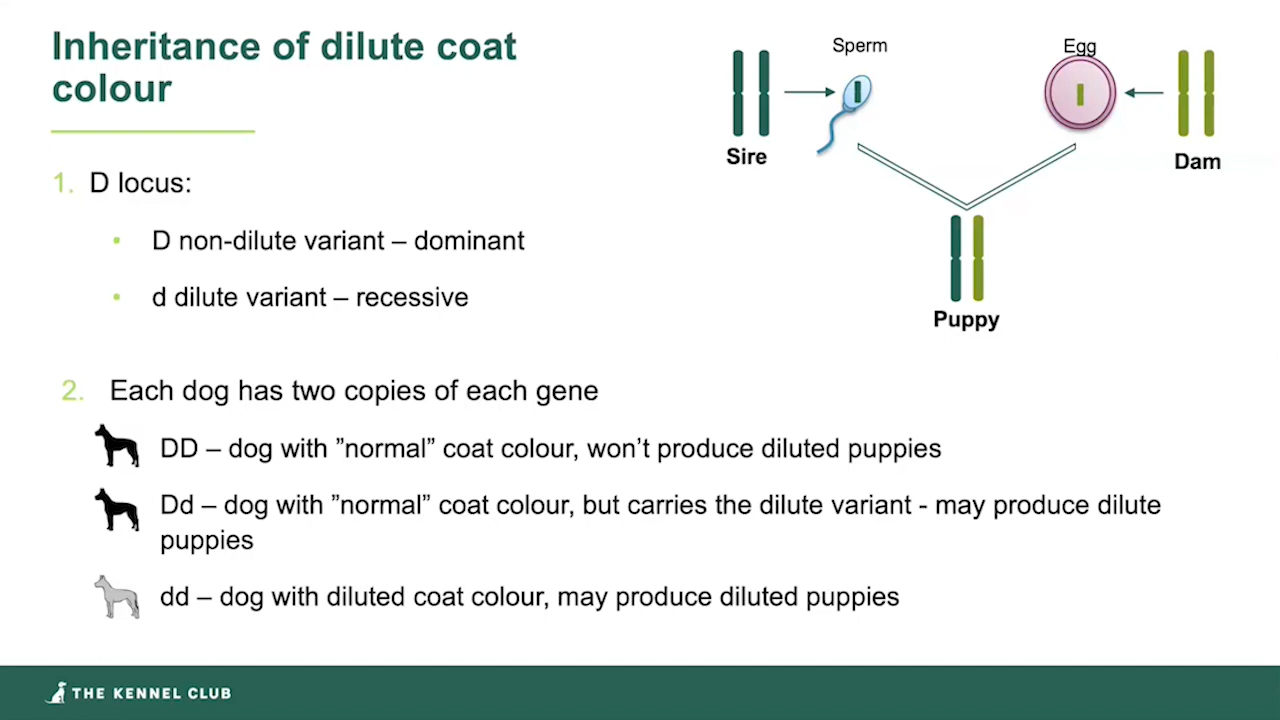 Inheritance of dilute coat
colour
Sperm
Egg
Sire
Dam
Puppy
1. D locus:
• D non-dilute variant – dominant
• d dilute variant – recessive
2. Each dog has two copies of each gene
DD – dog with ”normal” coat colour, won’t produce diluted puppies
Dd – dog with ”normal” coat colour, but carries the dilute variant - may produce dilute
puppies
dd – dog with diluted coat colour, may produce diluted puppies
THE KENNEL CLUB